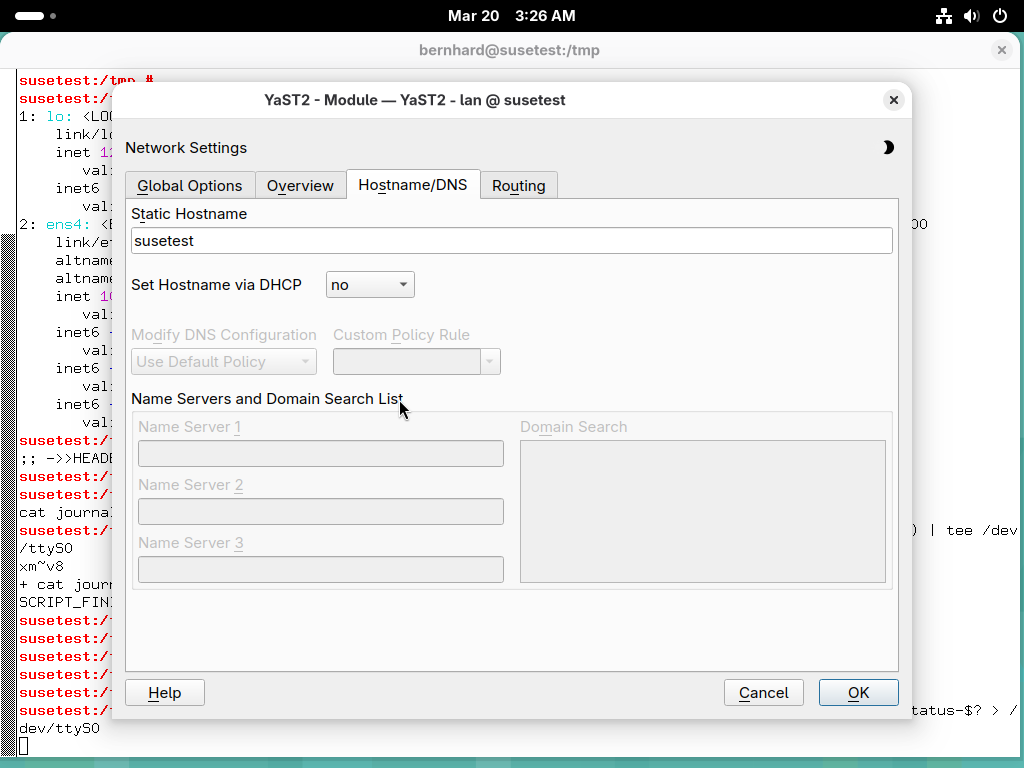 Mar 20 3:26 AM
bernhard@susetest:/tmp
susetest:/tmp #
susetest:/
1: lo: <LOO
link/lo
inet 12
val
inet6
val
2: ens4: <B
00
link/et
altname
altname
inet 10
val
inet6
val
inet6
val
inet6
val
susetest:/t
;; ->>HEADE
susetest:/t
susetest:/t
cat journal
susetest:/t
) | tee /dev
/ttyS0
xm~v8
+ cat journ
SCRIPT_FINI
susetest:/t
susetest:/t
susetest:/t
susetest:/t
susetest:/t
susetest:/t
tatus-$? > /
dev/ttyS0
YaST2 - Module — YaST2 - lan @ susetest
Network Settings
Global Options
Overview
Hostname/DNS
Routing
Static Hostname
susetest
Set Hostname via DHCP
no
Modify DNS Configuration
Custom Policy Rule
Use Default Policy
Name Servers and Domain Search List
Name Server 1
Domain Search
Name Server 2
Name Server 3
Help
Cancel
OK